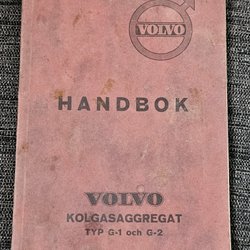 VOLVO
HANDBOK
VOLVO
KOLGASAGGREGAT
TYP G-1 och G-2